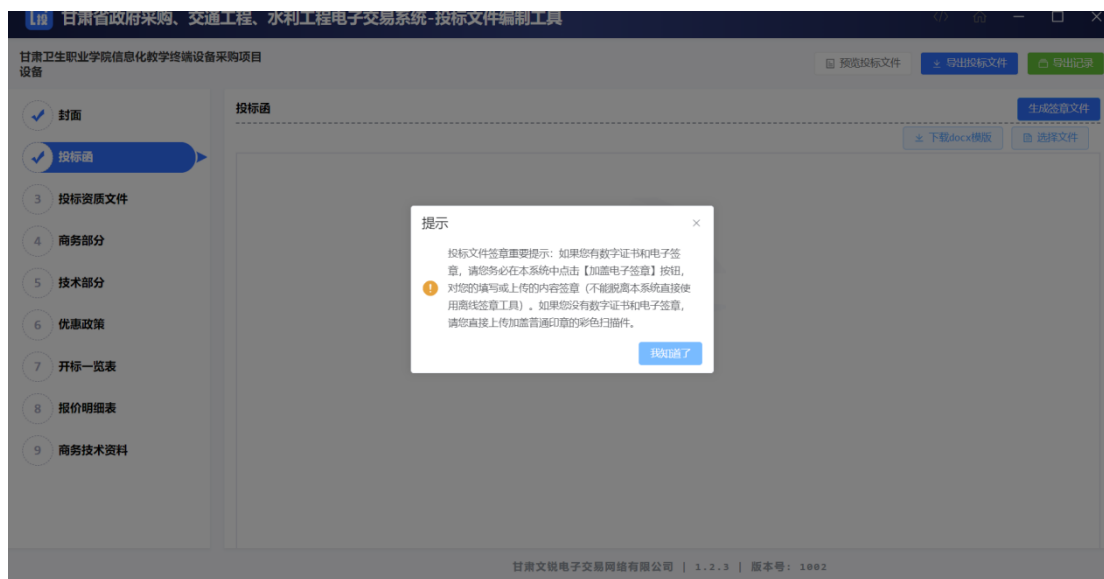 甘肃省政府采购、交通工程、水利工程电子交易系统-投标文件编制工具
甘肃卫生职业学院信息化教学终端设备采购项目
设备
预览投标文件
导出投标文件
导出记录
封面
投标函
3 投标资质文件
4 商务部分
5 技术部分
6 优惠政策
7 开标一览表
8 报价明细表
9 商务技术资料
投标函
生成签章文件
下载docx模版
选择文件
提示
投标文件签章重要提示：如果您有数字证书和电子签
章，请您务必在本系统中点击【加盖电子签章】按钮，
对您的填写或上传的内容签章（不能脱离本系统直接使
用离线签章工具）。如果您没有数字证书和电子签章，
请您直接上传加盖普通印章的彩色扫描件。
我知道了
甘肃文锐电子交易网络有限公司 | 1.2.3 | 版本号: 1002